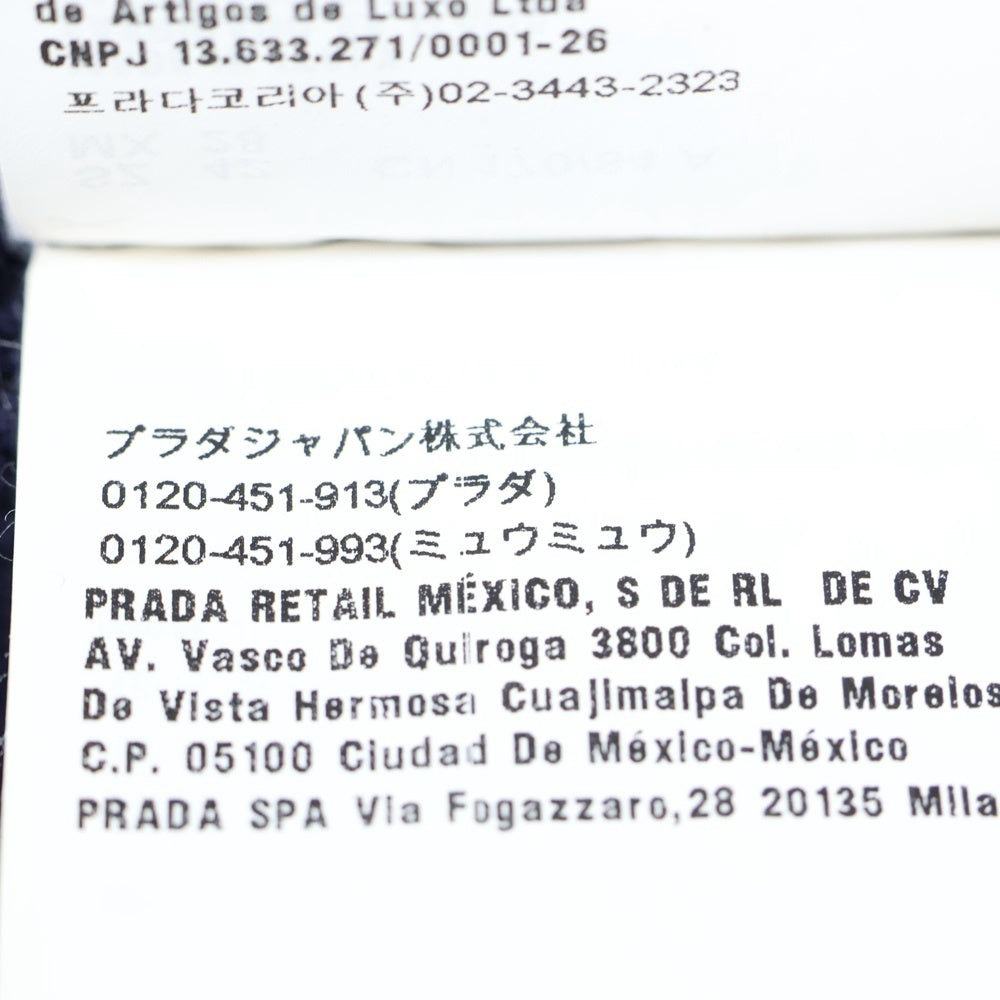 de Artigos de Luxo Ltda
CNPJ 13.633.271/0001-26
프라다코리아(주)02-3443-2323
プラダジャパン株式会社
0120-451-913(プラダ)
0120-451-993(ミュウミュウ)
PRADA RETAIL MÉXICO, S DE RL DE CV
AV. Vasco De Quiroga 3800 Col. Lomas
De Vista Hermosa Cuajimalpa De Morelos
C.P. 05100 Ciudad De México-México
PRADA SPA Via Fogazzaro,28 20135 Mila